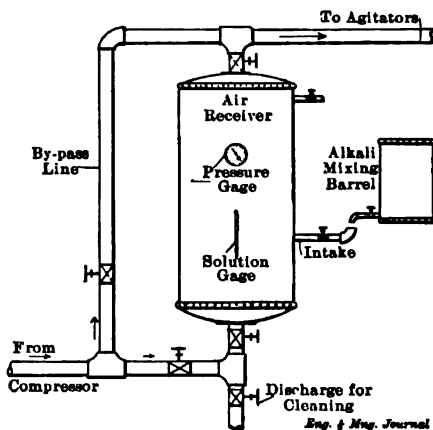 To Agitators
Air
Receiver
Alkali
Mixing
Barrel
By-pass
Line
Pressure
Gage
Solution
Gage
Intake
From
Compressor
Discharge for
Cleaning
Eng. & Mng. Journal